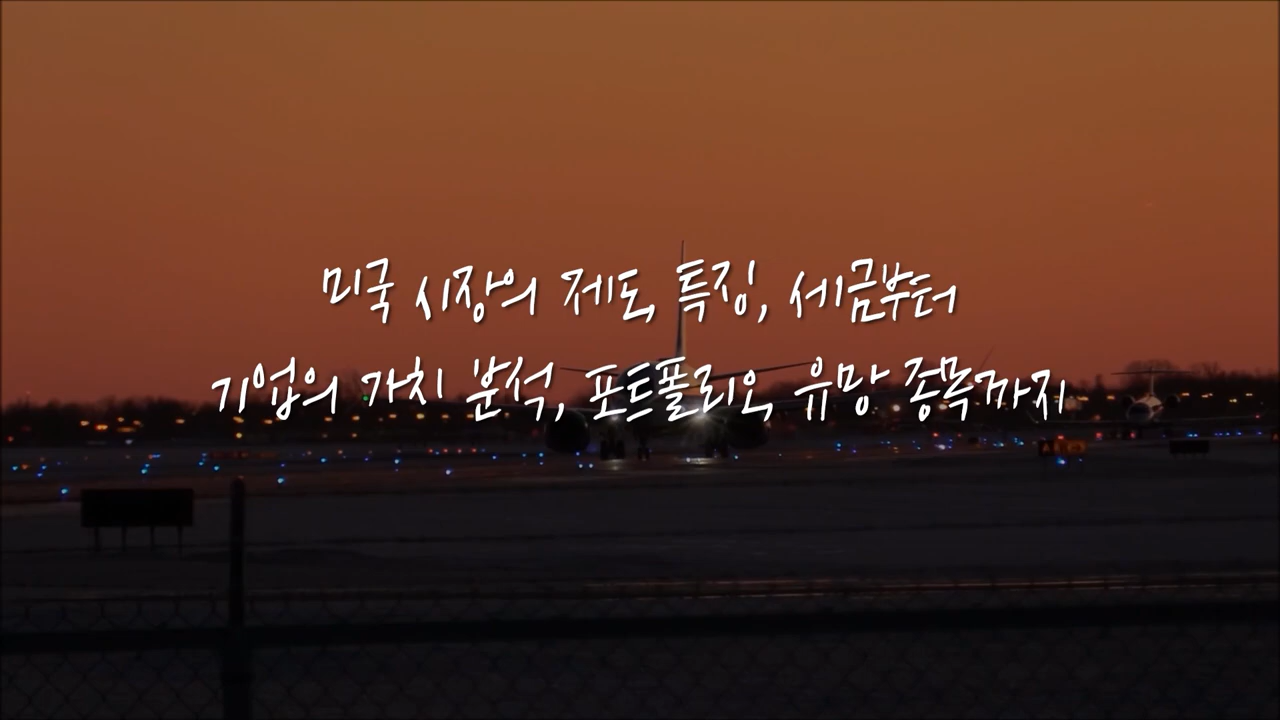 미국 시장의 제도, 특징, 세금부터
기업의 가치 분석, 포트폴리오, 유망 종목까지